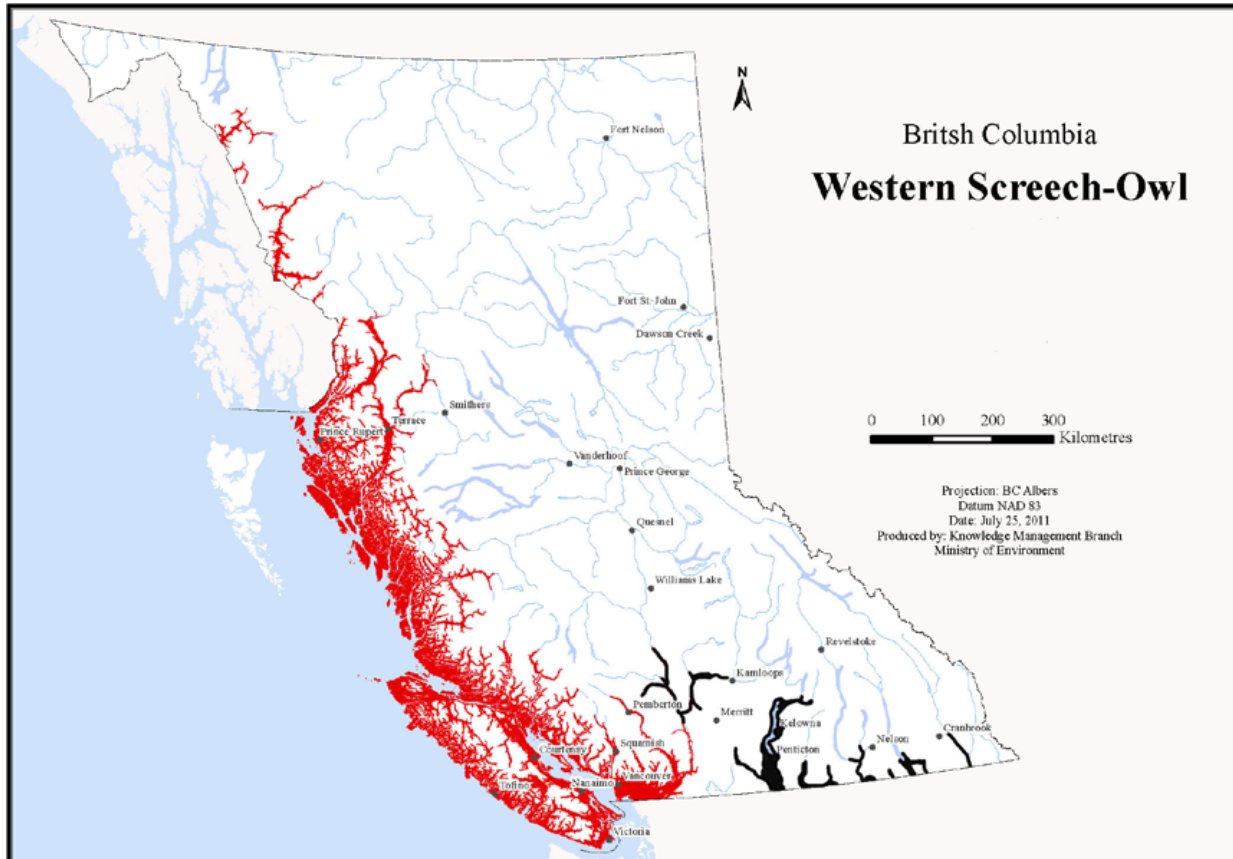 N
Britsh Columbia
Western Screech-Owl
Fort Nelson
Fort St. John
Dawson Creek
0 100 200 300 Kilometres
Smithers
Terrace
Prince Rupert
Vanderhoof
Prince George
Projection: BC Albers
Datum NAD 83
Date: July 25, 2011
Produced by: Knowledge Management Branch
Ministry of Environment
Quesnel
Williams Lake
Revelstoke
Kamloops
Pemberton
Merritt
Kelowna
Cranbrook
Nelson
Squamish
Penticton
Courtenay
Vancouver
Nanaimo
Tofino
Victoria